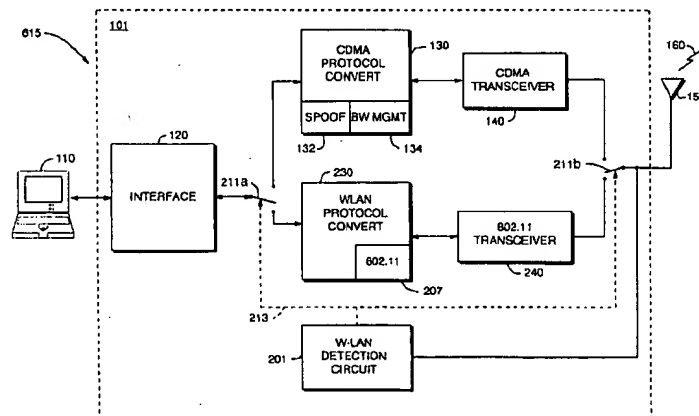 615
101
130
160
CDMA
PROTOCOL
CONVERT
SPOOF
BW MGMT
132
134
CDMA
TRANSCEIVER
140
15
110
120
INTERFACE
211a
211b
230
WLAN
PROTOCOL
CONVERT
802.11
207
802.11
TRANSCEIVER
240
213
201
W-LAN
DETECTION
CIRCUIT